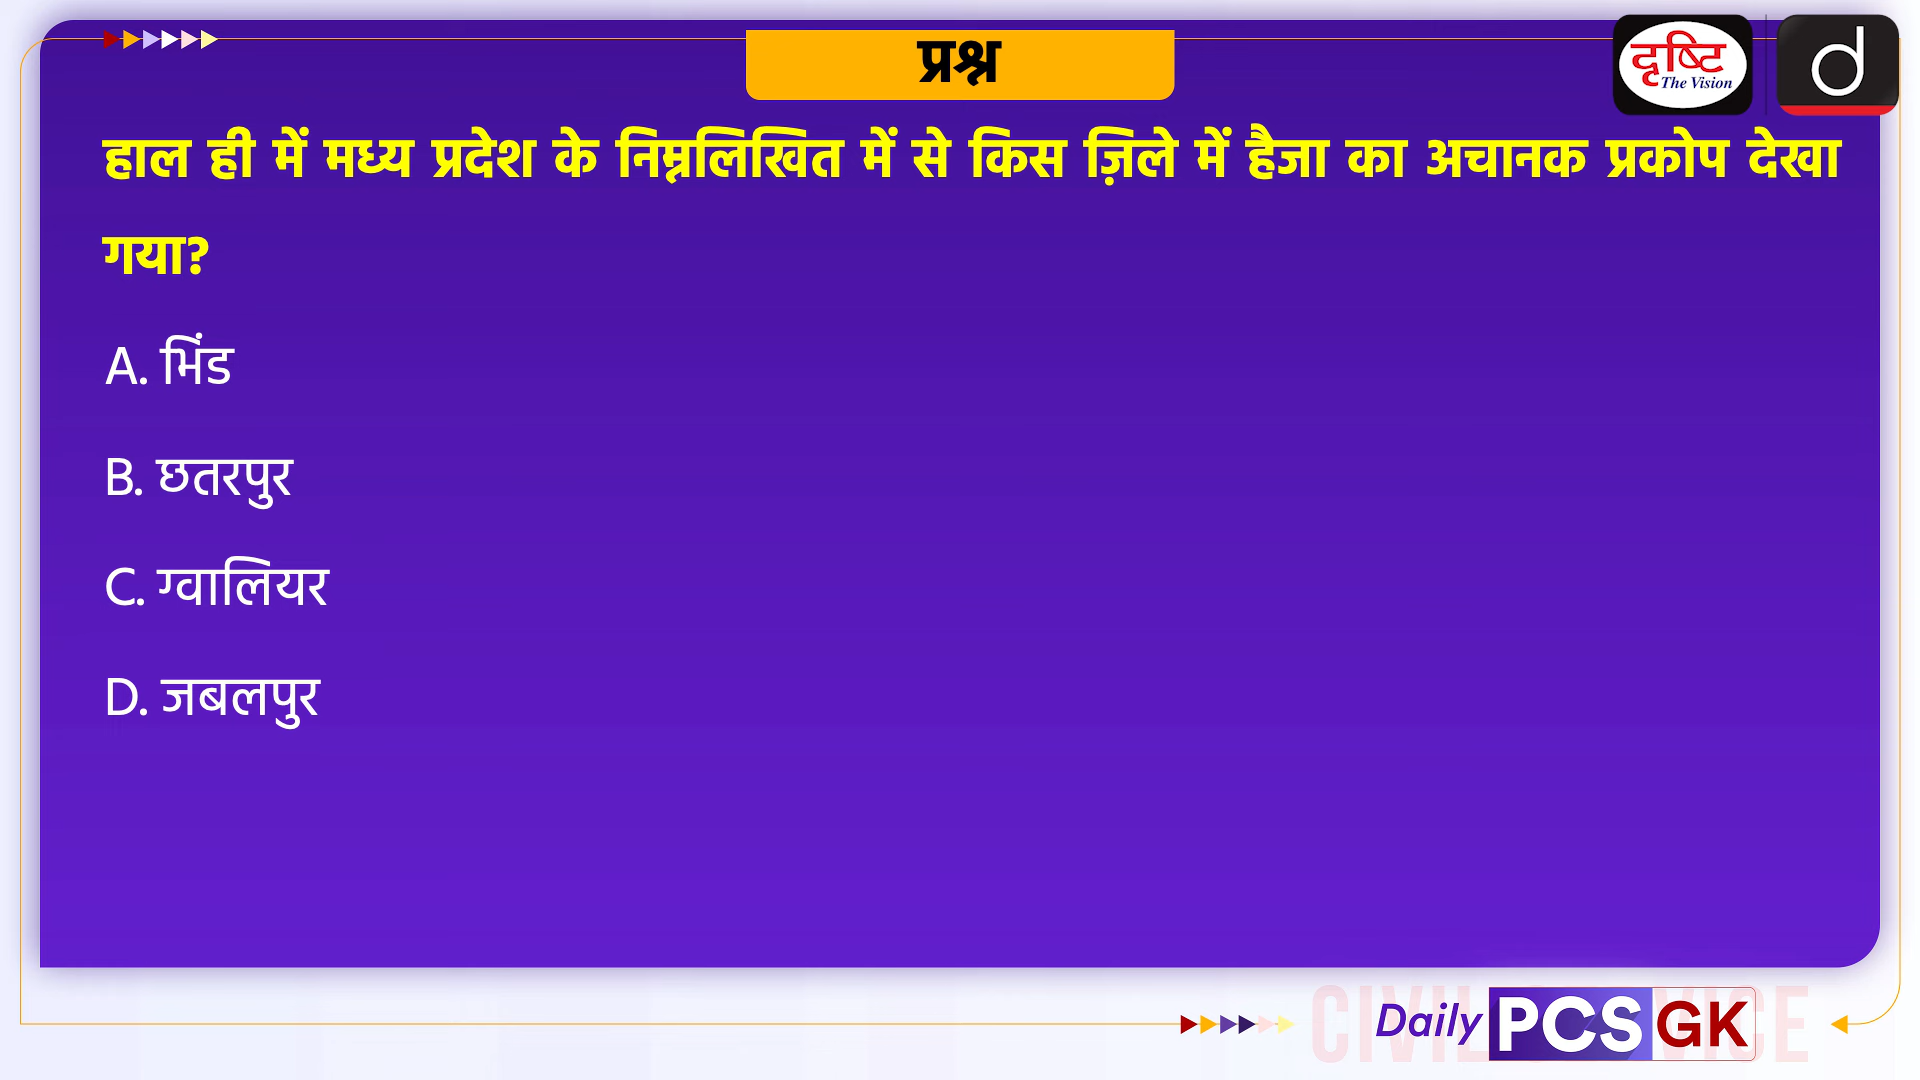 प्रश्न
दृष्टि
The Vision
d
हाल ही में मध्य प्रदेश के निम्नलिखित में से किस ज़िले में हैजा का अचानक प्रकोप देखा
गया?
A. भिंड
B. छतरपुर
C. ग्वालियर
D. जबलपुर
Daily PCS GK